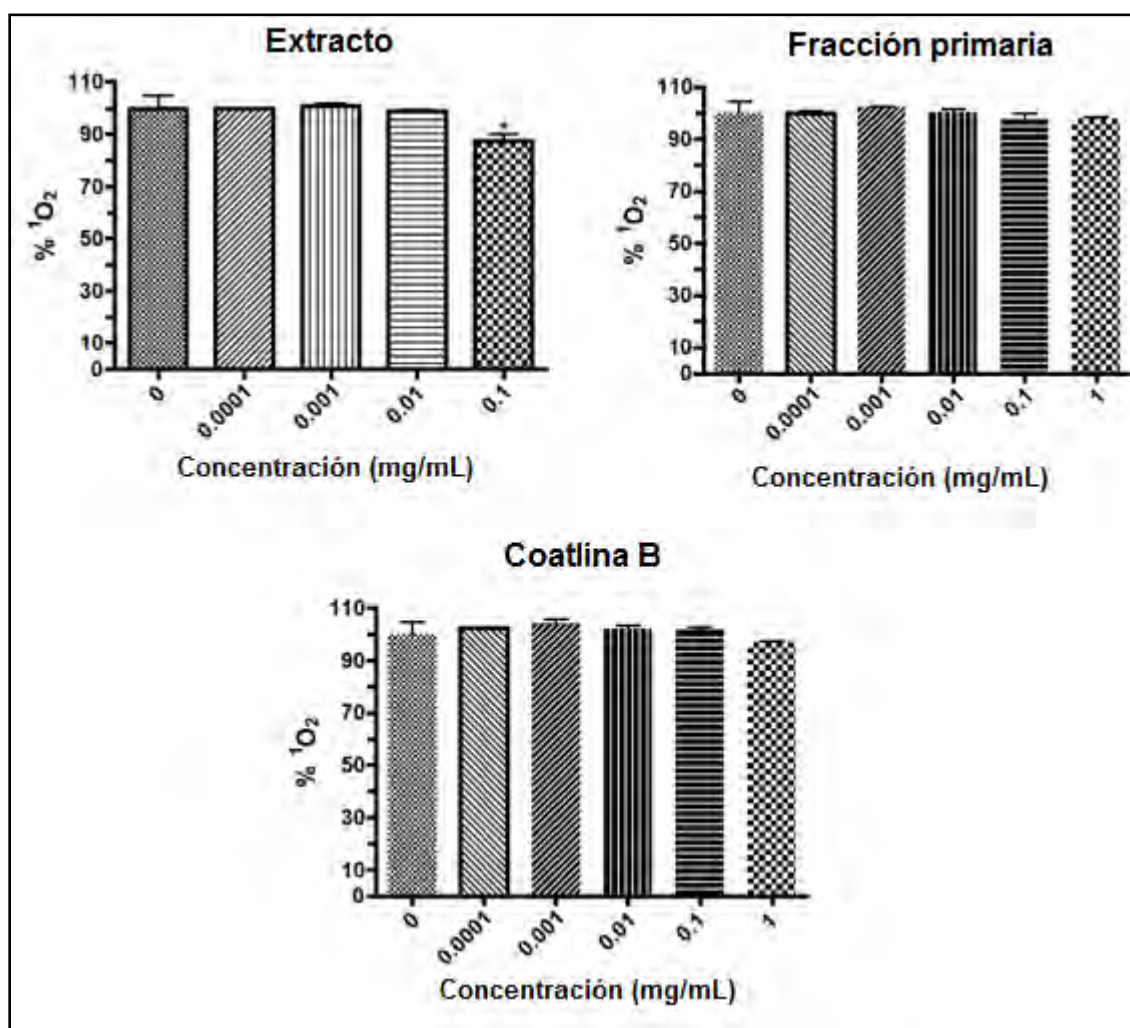 Extracto
110
90
70
50
30
10
0
% ¹O₂
*
0 0.0001 0.001 0.01 0.1
Concentración (mg/mL)
Fracción primaria
110
90
70
50
30
10
0
% ¹O₂
0 0.0001 0.001 0.01 0.1 1
Concentración (mg/mL)
Coatlina B
110
90
70
50
30
10
0
% ¹O₂
0 0.0001 0.001 0.01 0.1 1
Concentración (mg/mL)